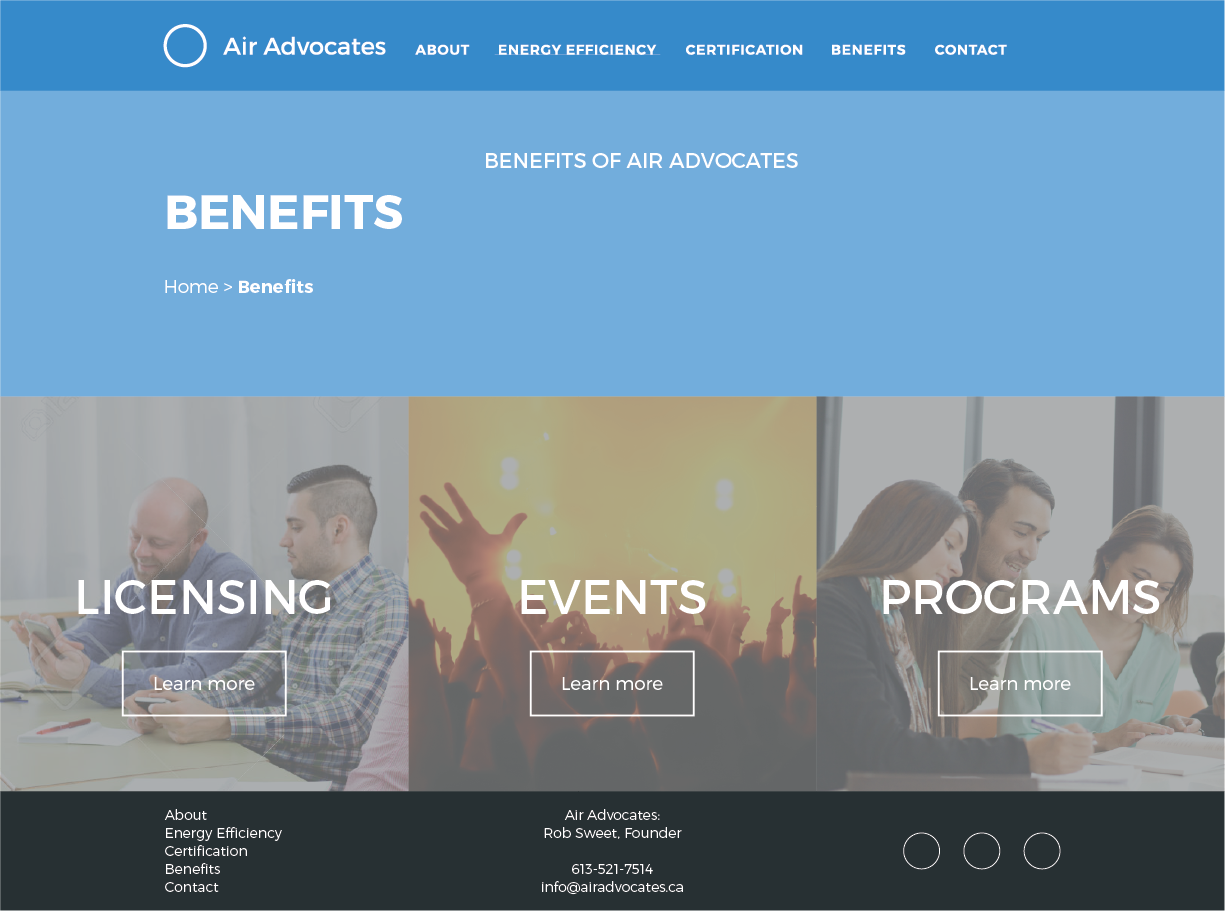 Air Advocates
ABOUT
ENERGY EFFICIENCY
CERTIFICATION
BENEFITS
CONTACT
BENEFITS OF AIR ADVOCATES
BENEFITS
Home > Benefits
LICENSING
Learn more
EVENTS
Learn more
PROGRAMS
Learn more
About
Energy Efficiency
Certification
Benefits
Contact
Air Advocates:
Rob Sweet, Founder
613-521-7514
info@airadvocates.ca